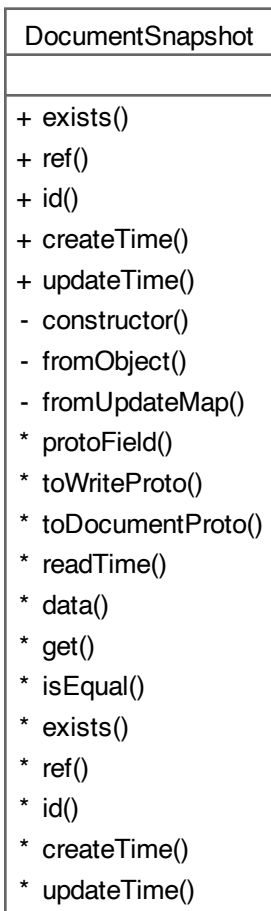 DocumentSnapshot
+ exists()
+ ref()
+ id()
+ createTime()
+ updateTime()
- constructor()
- fromObject()
- fromUpdateMap()
* protoField()
* toWriteProto()
* toDocumentProto()
* readTime()
* data()
* get()
* isEqual()
* exists()
* ref()
* id()
* createTime()
* updateTime()